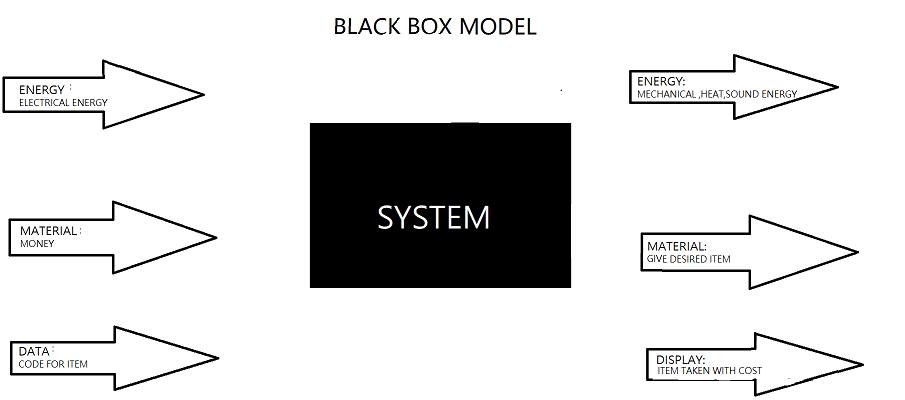 BLACK BOX MODEL
ENERGY :
ELECTRICAL ENERGY
ENERGY:
MECHANICAL ,HEAT,SOUND ENERGY
SYSTEM
MATERIAL :
MONEY
MATERIAL:
GIVE DESIRED ITEM
DATA :
CODE FOR ITEM
DISPLAY:
ITEM TAKEN WITH COST